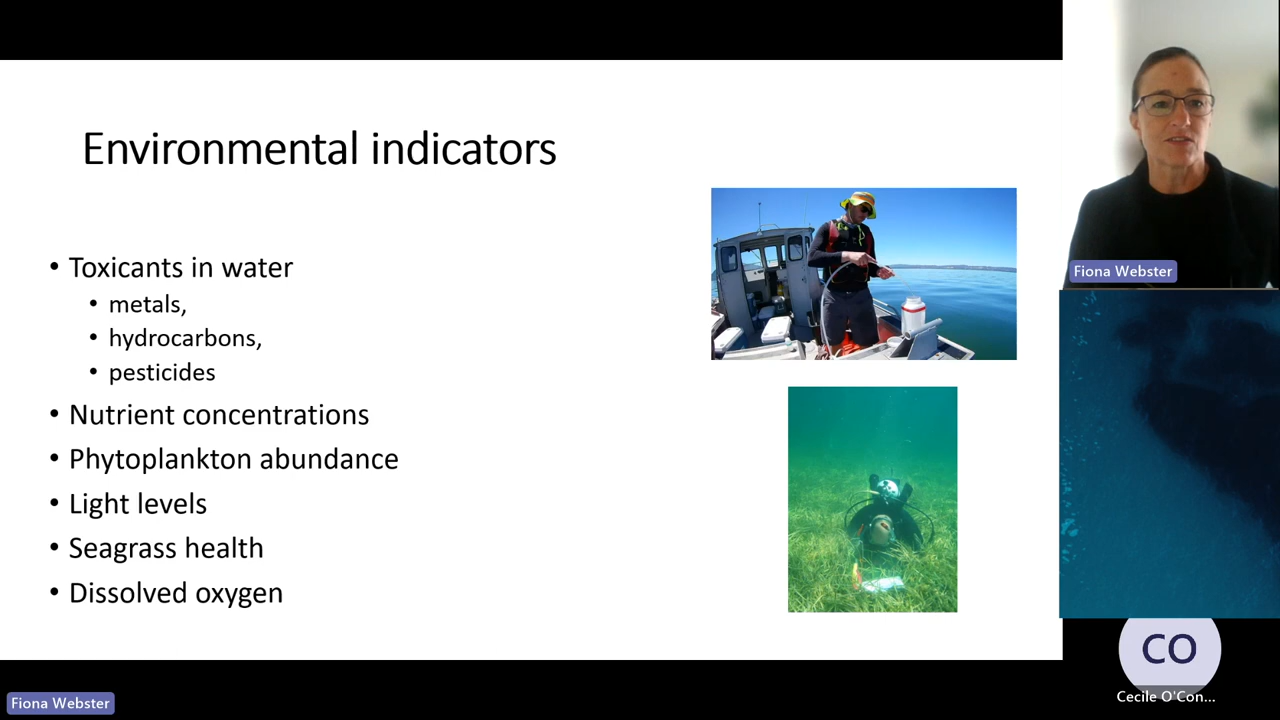 Environmental indicators
• Toxicants in water
• metals,
• hydrocarbons,
• pesticides
• Nutrient concentrations
• Phytoplankton abundance
• Light levels
• Seagrass health
• Dissolved oxygen
Fiona Webster
CO
Cecile O'Con...
Fiona Webster